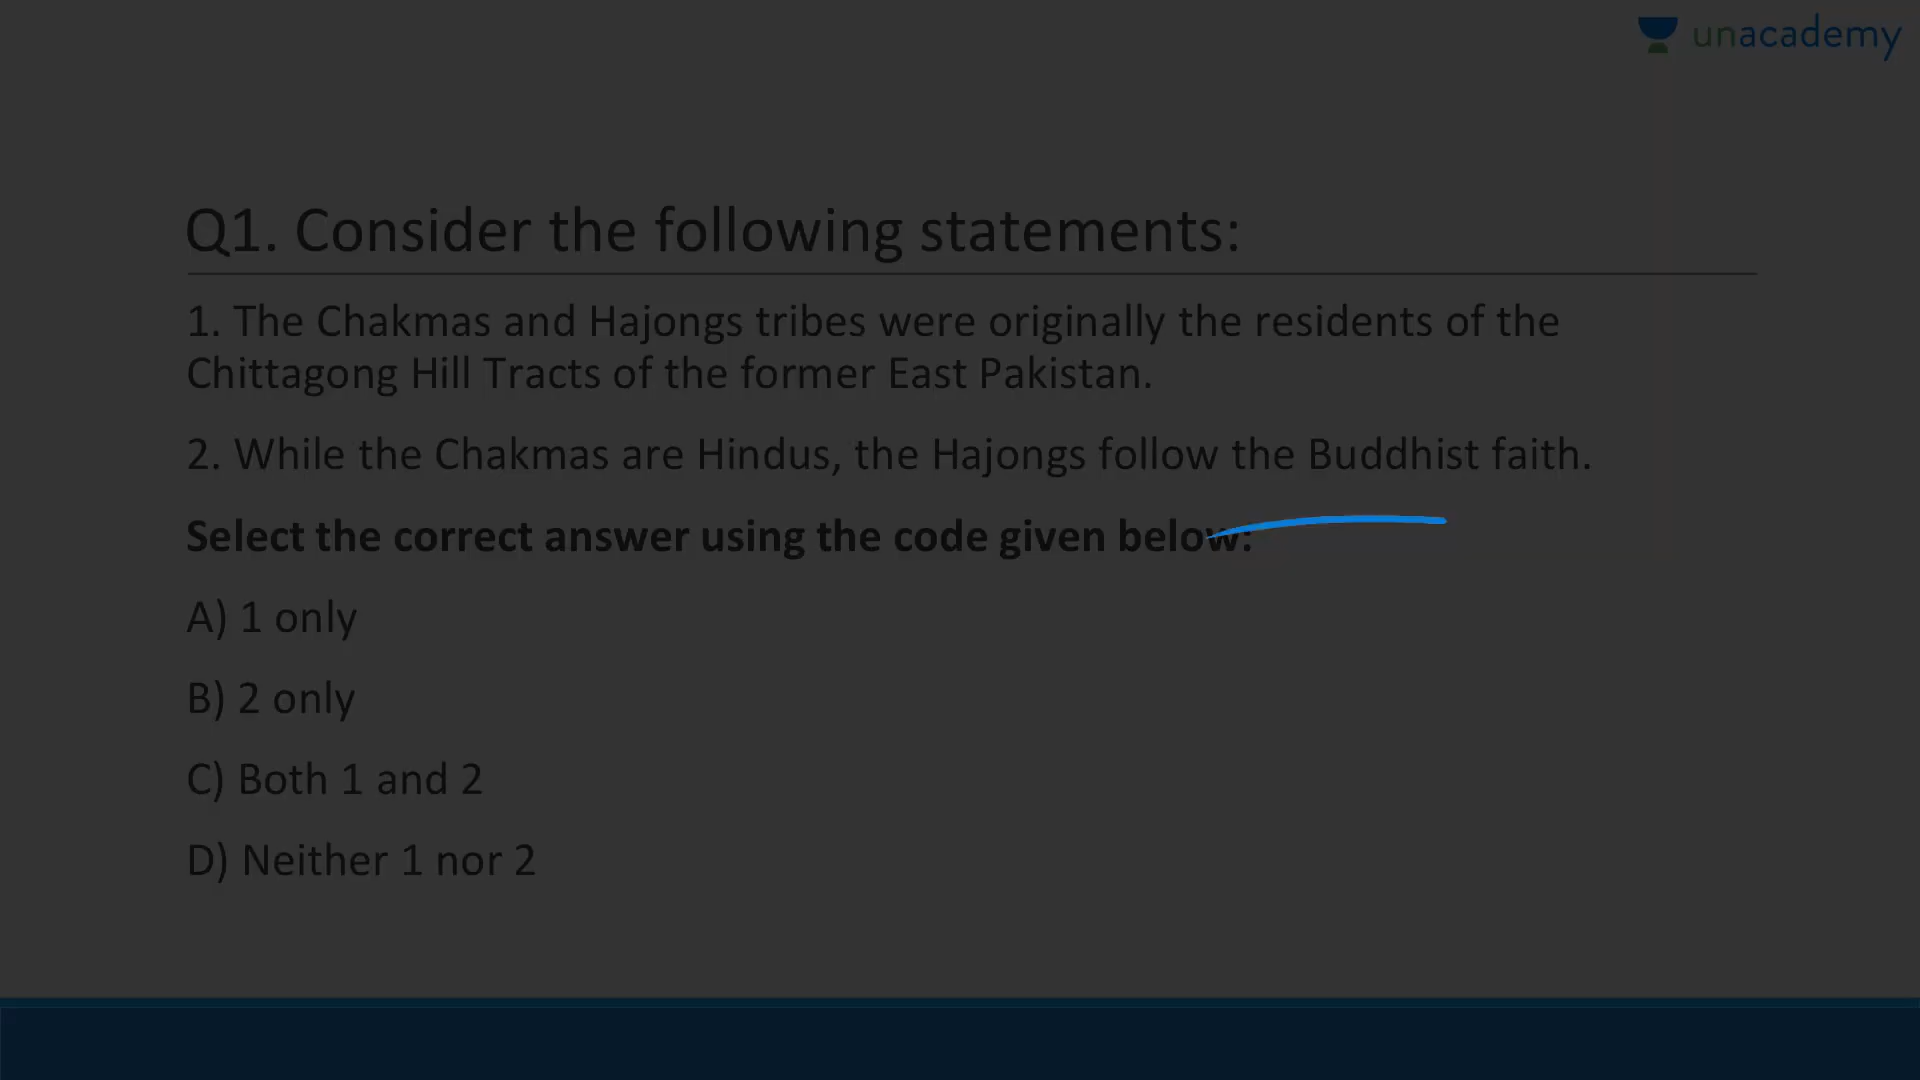 unacademy
Q1. Consider the following statements:
1. The Chakmas and Hajongs tribes were originally the residents of the
Chittagong Hill Tracts of the former East Pakistan.
2. While the Chakmas are Hindus, the Hajongs follow the Buddhist faith.
Select the correct answer using the code given below:
A) 1 only
B) 2 only
C) Both 1 and 2
D) Neither 1 nor 2